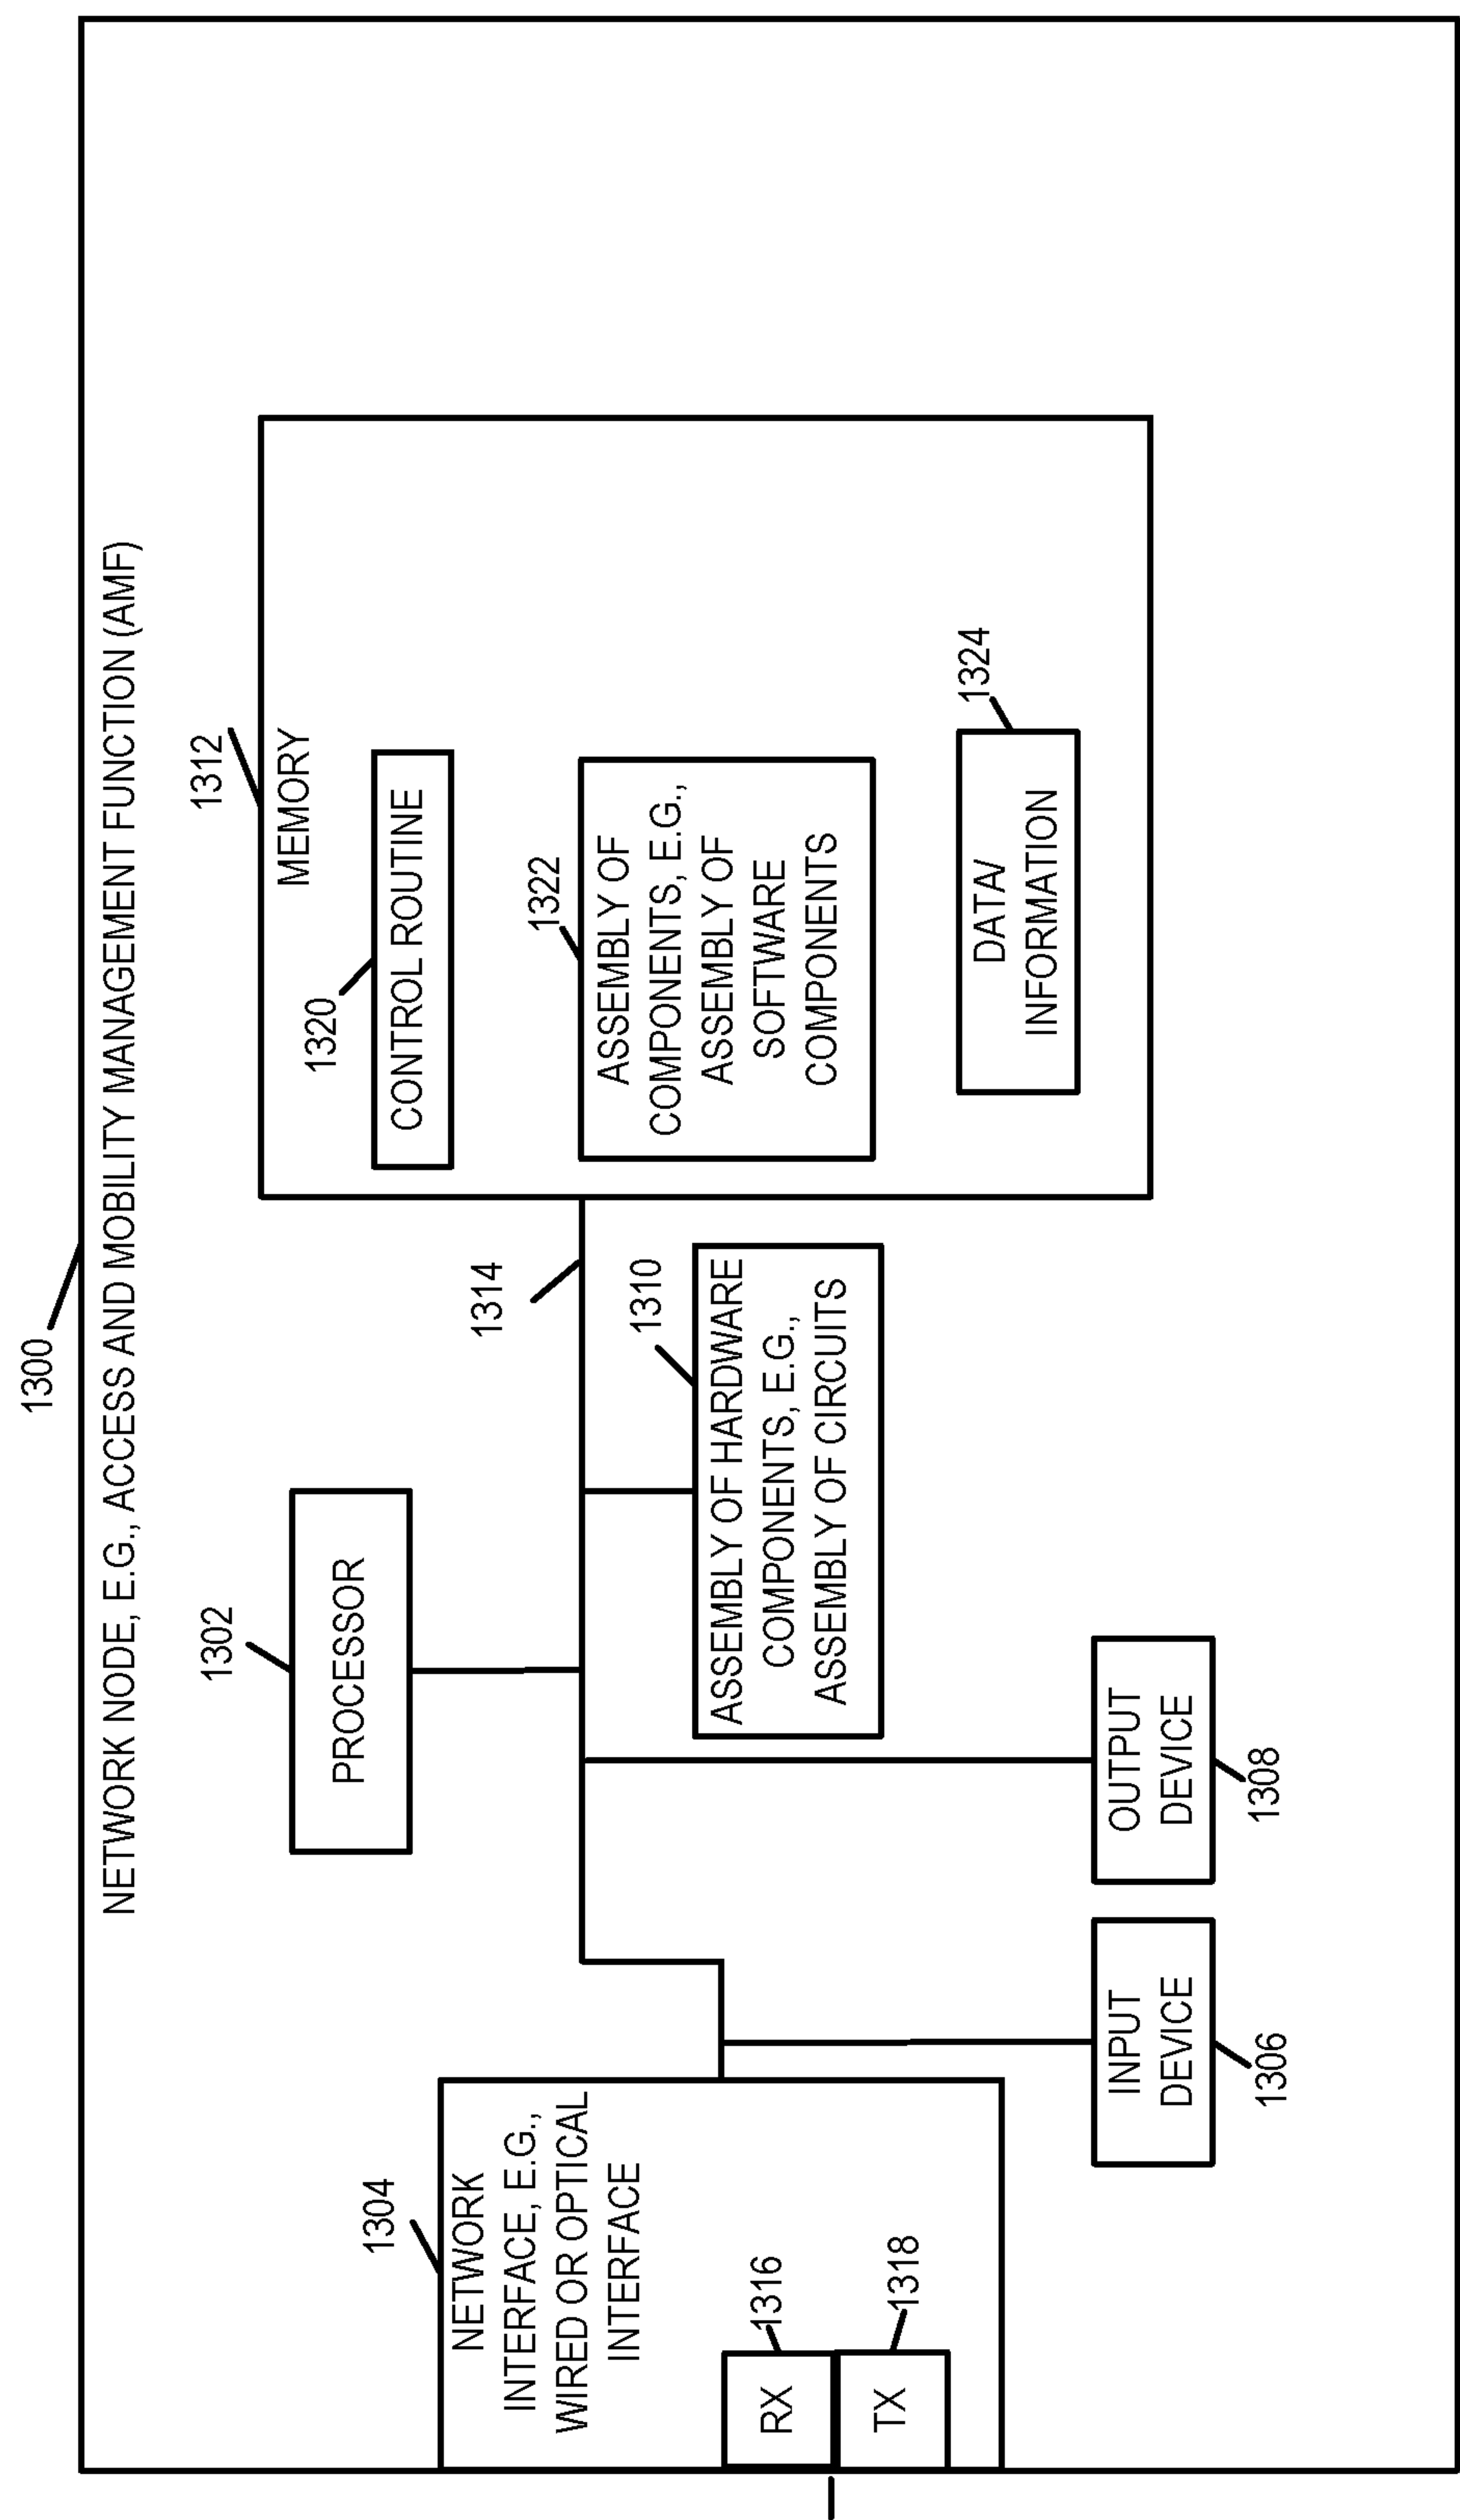 1300
NETWORK NODE, E.G., ACCESS AND MOBILITY MANAGEMENT FUNCTION (AMF)
1304
NETWORK
INTERFACE, E.G.,
WIRED OR OPTICAL
INTERFACE
RX
1316
TX
1318
1302
PROCESSOR
1314
1310
ASSEMBLY OF HARDWARE
COMPONENTS, E.G.,
ASSEMBLY OF CIRCUITS
INPUT
DEVICE
1306
OUTPUT
DEVICE
1308
1312
MEMORY
1320
CONTROL ROUTINE
1322
ASSEMBLY OF
COMPONENTS, E.G.,
ASSEMBLY OF
SOFTWARE
COMPONENTS
1324
DATA/
INFORMATION